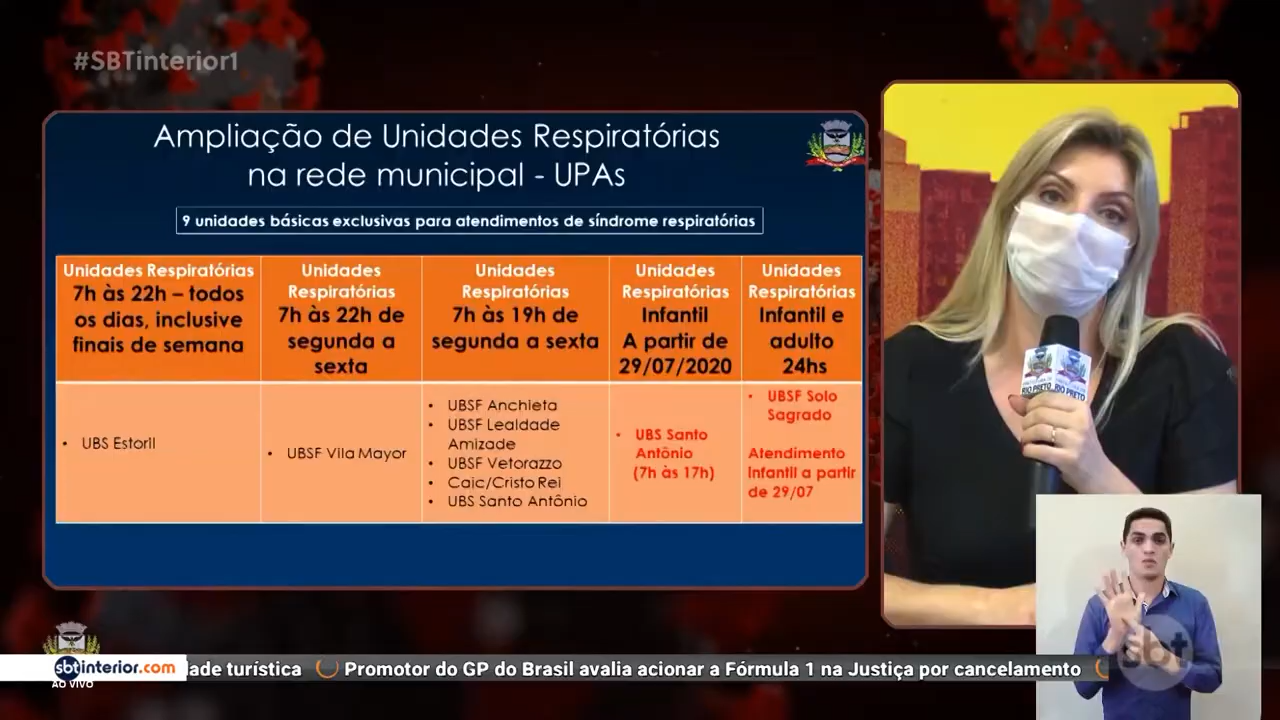 #SBTinterior1
Ampliação de Unidades Respiratórias
na rede municipal - UPAs
9 unidades básicas exclusivas para atendimentos de síndrome respiratórias
Unidades Respiratórias
7h às 22h – todos
os dias, inclusive
finais de semana
Unidades
Respiratórias
7h às 22h de
segunda a
sexta
Unidades
Respiratórias
7h às 19h de
segunda a sexta
Unidades
Respiratórias
Infantil
A partir de
29/07/2020
Unidades
Respiratórias
Infantil e
adulto
24hs
• UBS Estoril
• UBSF Vila Mayor
• UBSF Anchieta
• UBSF Lealdade
Amizade
• UBSF Vetorazzo
• Caic/Cristo Rei
• UBS Santo Antônio
• UBS Santo
Antônio
(7h às 17h)
• UBSF Solo
Sagrado
Atendimento
Infantil a partir
de 29/07
RIO PRETO
RIO PRETO
sbt
sbtinterior.com
dade turística
Promotor do GP do Brasil avalia acionar a Fórmula 1 na Justiça por cancelamento
AO VIVO